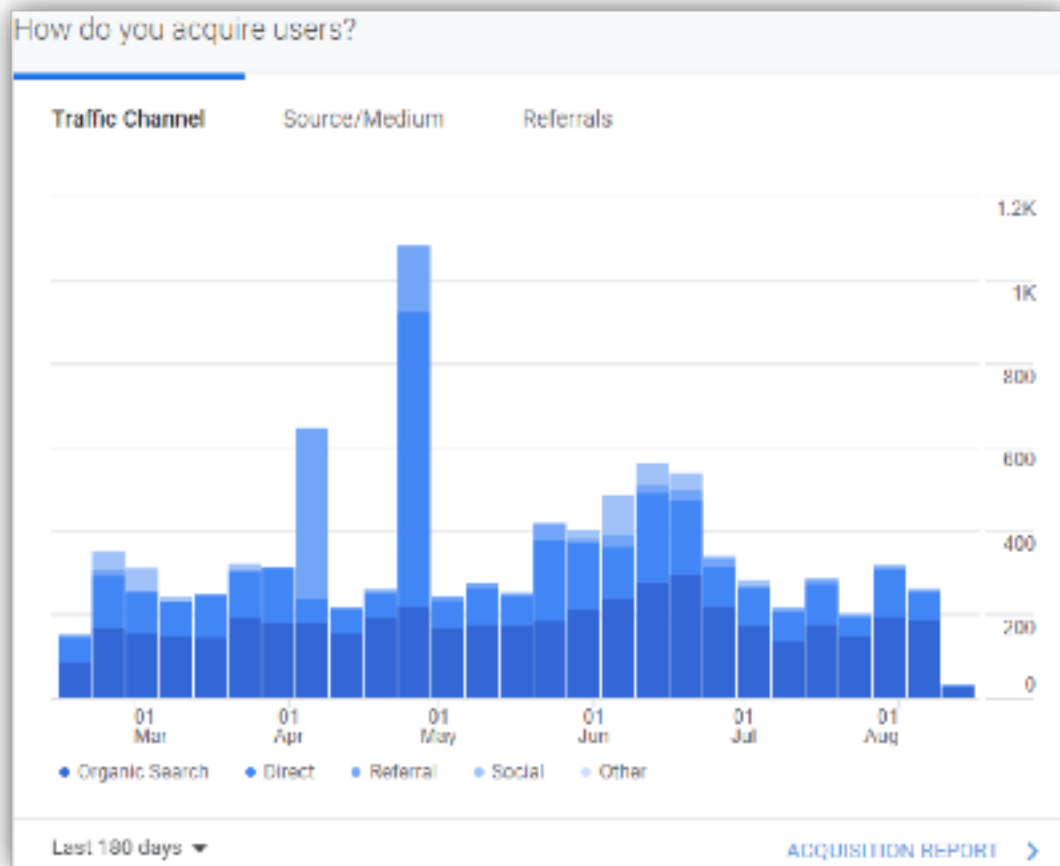 How do you acquire users?
Traffic Channel Source/Medium Referrals
1.2K
1K
800
600
400
200
0
01 01 01 01 01 01
Mar Apr May Jun Jul Aug
Organic Search Direct Referral Social Other
Last 180 days ACQUISITION REPORT